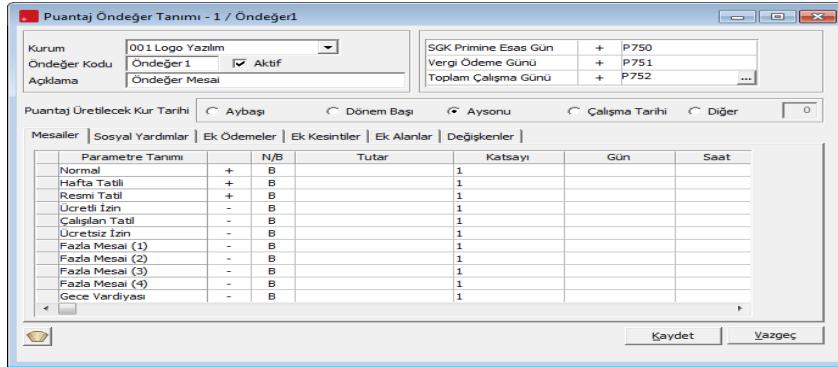 Puantaj Öndeğer Tanımı - 1 / Öndeğer1
Kurum 001 Logo Yazılım
Öndeğer Kodu Öndeğer 1 Aktif
Açıklama Öndeğer Mesai
SGK Primine Esas Gün + P750
Vergi Ödeme Günü + P751
Toplam Çalışma Günü + P752 ...
Puantaj Üretilecek Kur Tarihi Aybaşı Dönem Başı Aysonu Çalışma Tarihi Diğer 0
Mesailer Sosyal Yardımlar Ek Ödemeler Ek Kesintiler Ek Alanlar Değişkenler
Parametre Tanımı N/B Tutar Katsayı Gün Saat
Normal + B 1
Hafta Tatili + B 1
Resmi Tatil + B 1
Ücretli İzin - B 1
Çalışılan Tatil - B 1
Ücretsiz İzin - B 1
Fazla Mesai (1) - B 1
Fazla Mesai (2) - B 1
Fazla Mesai (3) - B 1
Fazla Mesai (4) - B 1
Gece Vardiyası - B 1
Kaydet Vazgeç